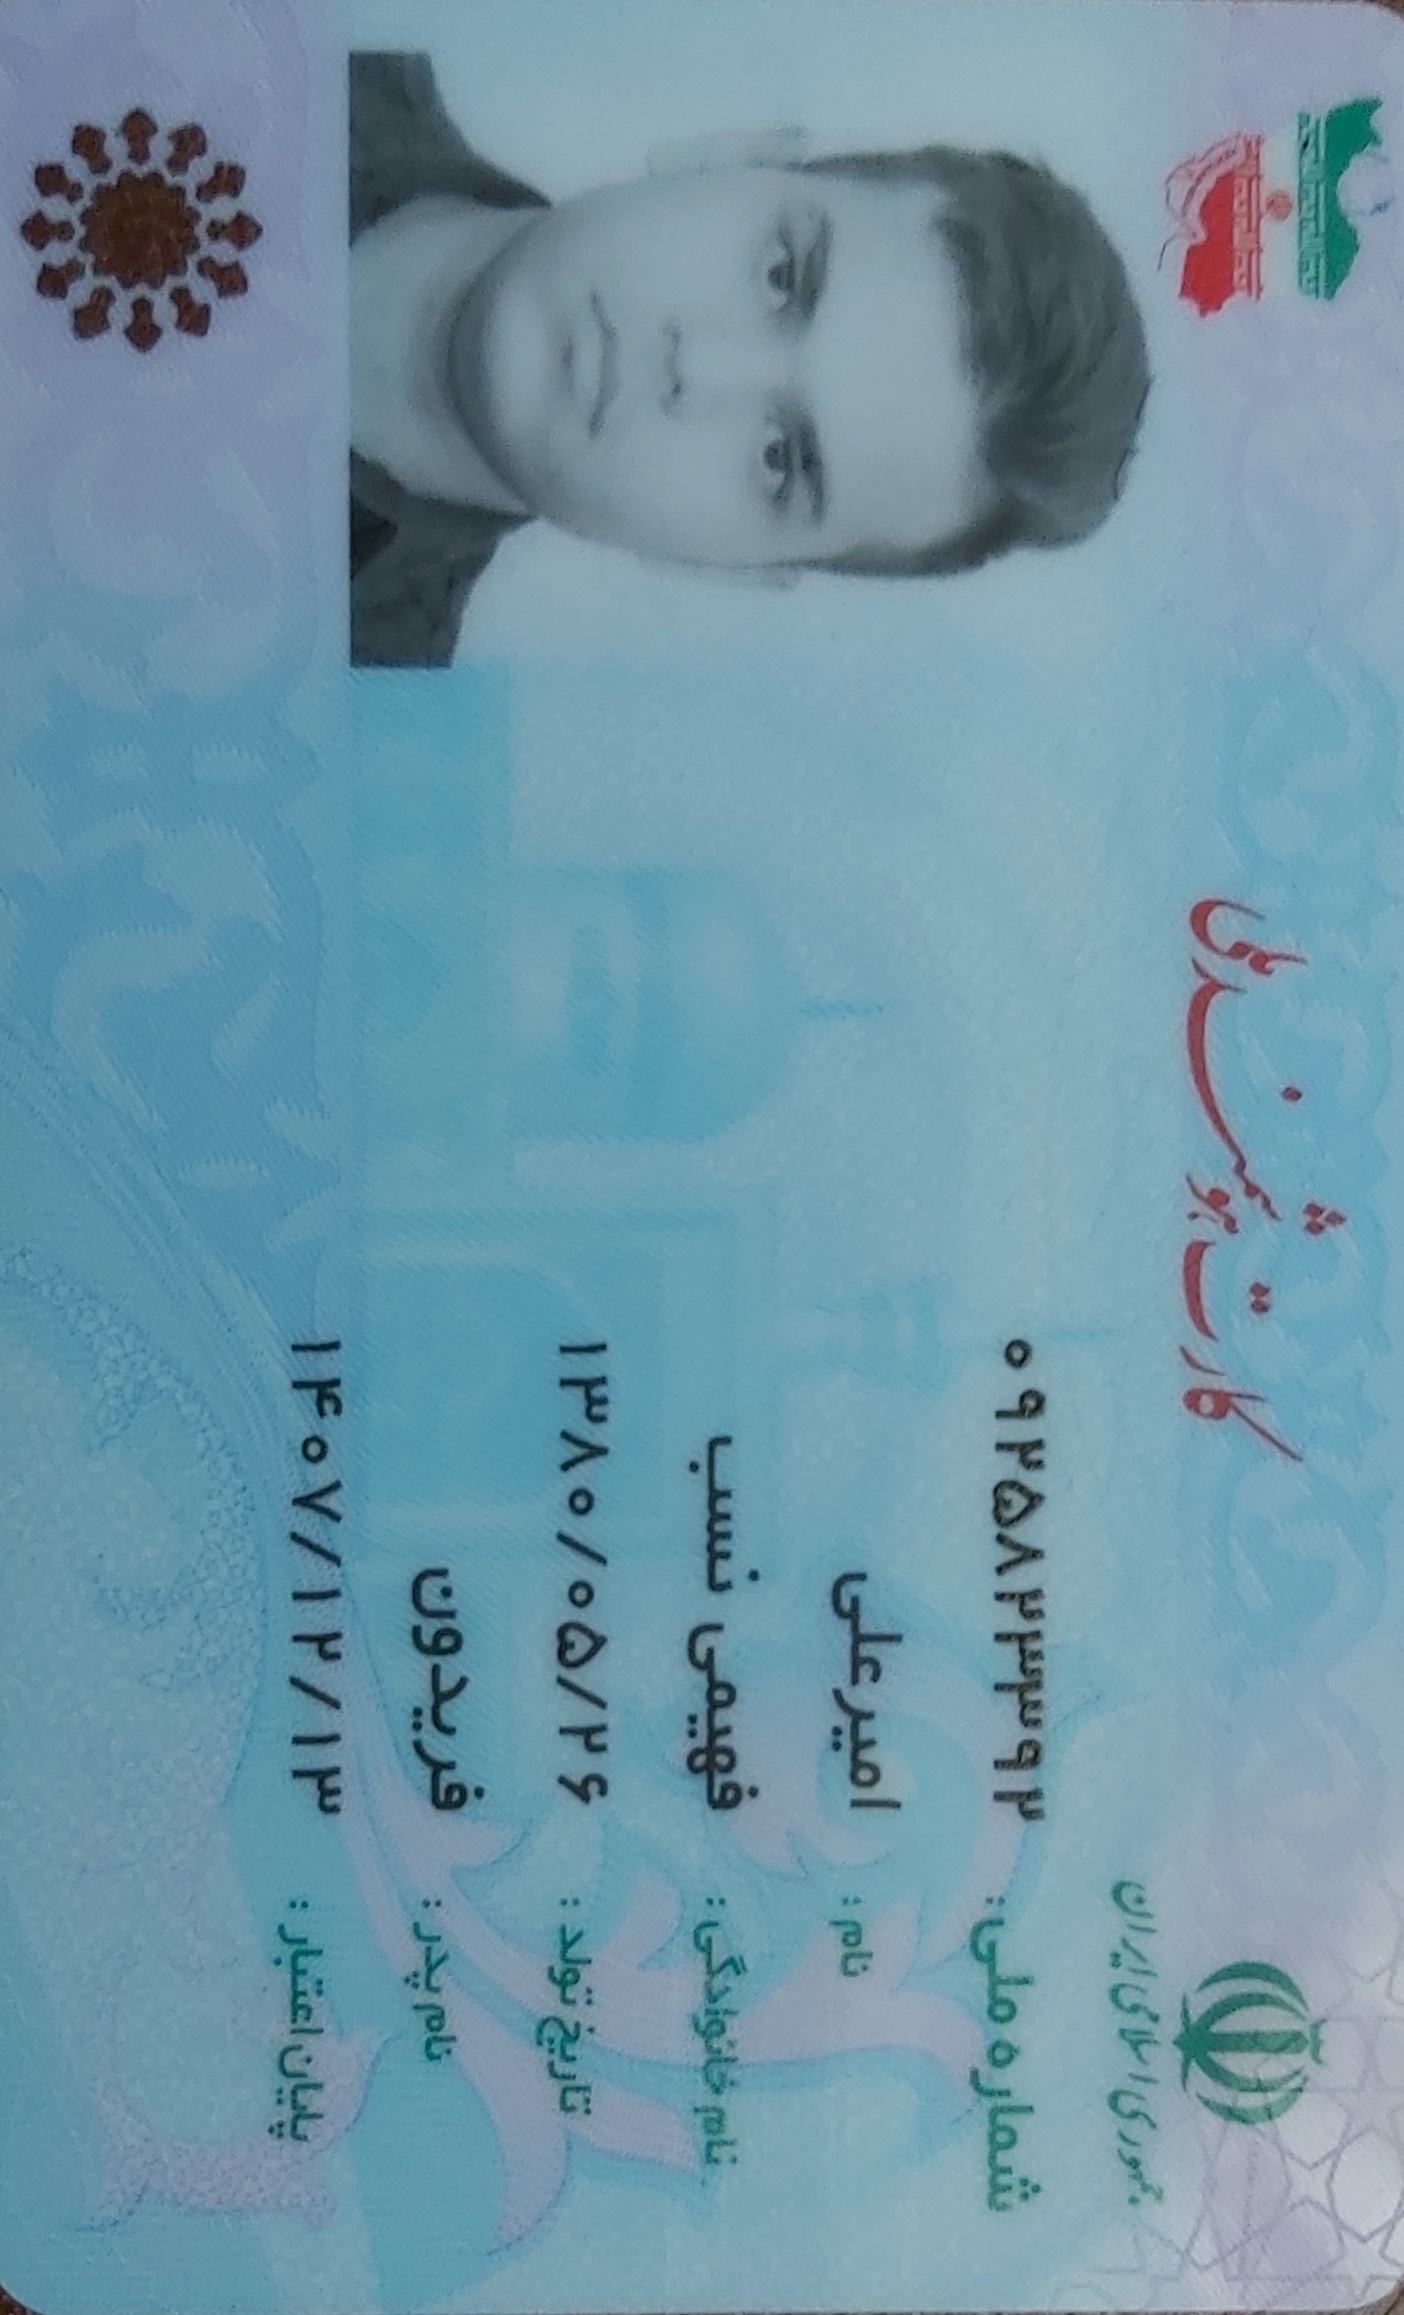 کارت هوشمند ملی
جمهوری اسلامی ایران
شماره ملی: ۰۹۲۵۸۲۳۳۹۲
نام: امیرعلی
نام خانوادگی: فهیمی نسب
تاریخ تولد: ۱۳۸۰/۰۵/۲۶
نام پدر: فریدون
پایان اعتبار: ۱۴۰۷/۱۲/۱۳